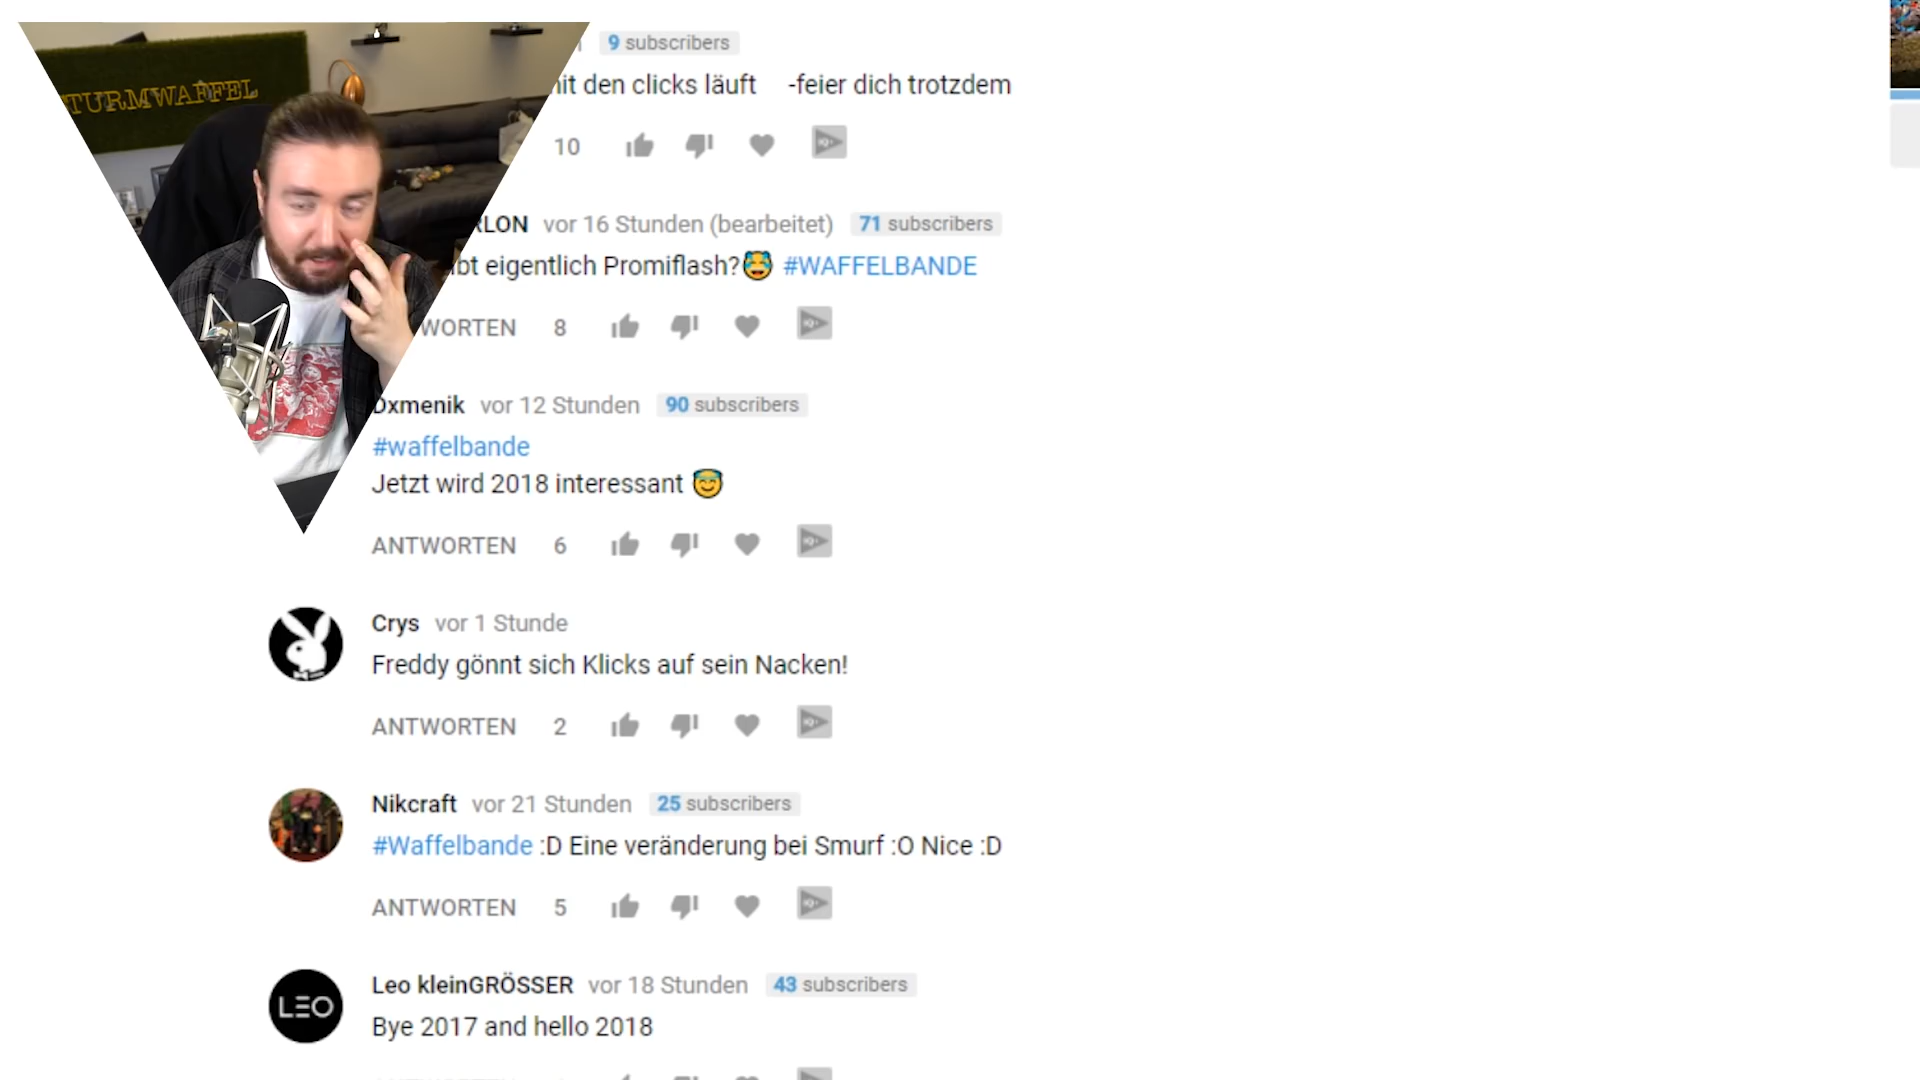 TURMWAFFEL
9 subscribers
it den clicks läuft -feier dich trotzdem
10
RLON vor 16 Stunden (bearbeitet) 71 subscribers
bt eigentlich Promiflash?🥳 #WAFFELBANDE
WORTEN 8
Dxmenik vor 12 Stunden 90 subscribers
#waffelbande
Jetzt wird 2018 interessant 😇
ANTWORTEN 6
Crys vor 1 Stunde
Freddy gönnt sich Klicks auf sein Nacken!
ANTWORTEN 2
Nikcraft vor 21 Stunden 25 subscribers
#Waffelbande :D Eine veränderung bei Smurf :O Nice :D
ANTWORTEN 5
LEO
Leo kleinGRÖSSER vor 18 Stunden 43 subscribers
Bye 2017 and hello 2018